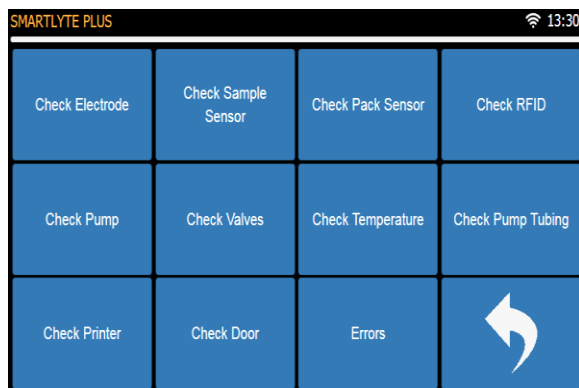 SMARTLYTE PLUS 13:30
Check Electrode
Check Sample
Sensor
Check Pack Sensor
Check RFID
Check Pump
Check Valves
Check Temperature
Check Pump Tubing
Check Printer
Check Door
Errors